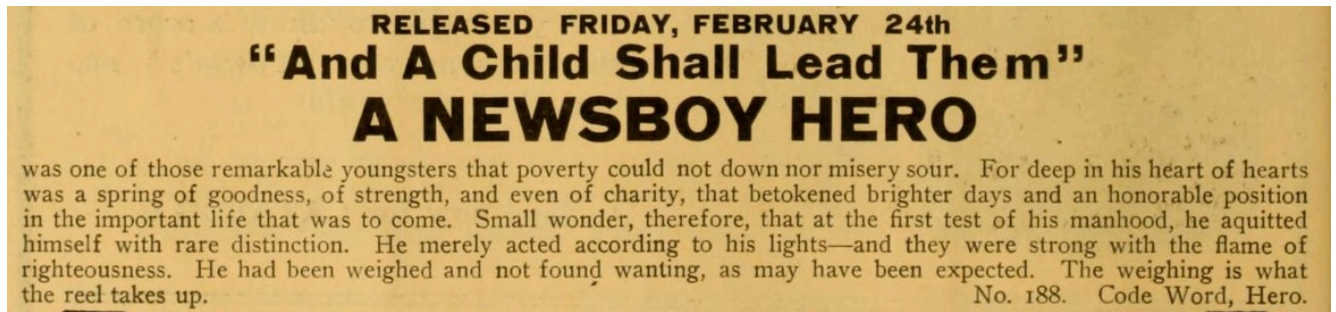 RELEASED FRIDAY, FEBRUARY 24th
"And A Child Shall Lead Them"
A NEWSBOY HERO
was one of those remarkable youngsters that poverty could not down nor misery sour. For deep in his heart of hearts
was a spring of goodness, of strength, and even of charity, that betokened brighter days and an honorable position
in the important life that was to come. Small wonder, therefore, that at the first test of his manhood, he aquitted
himself with rare distinction. He merely acted according to his lights—and they were strong with the flame of
righteousness. He had been weighed and not found wanting, as may have been expected. The weighing is what
the reel takes up. No. 188. Code Word, Hero.